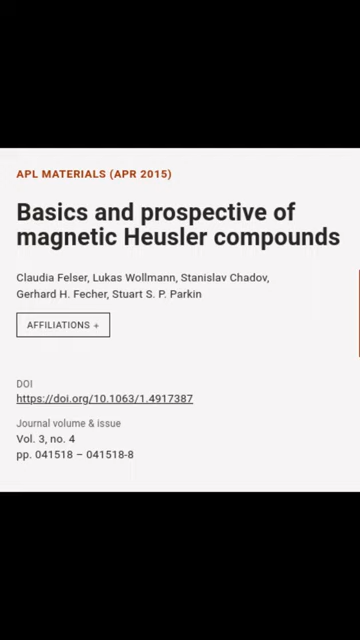 APL MATERIALS (APR 2015)
Basics and prospective of
magnetic Heusler compounds
Claudia Felser, Lukas Wollmann, Stanislav Chadov,
Gerhard H. Fecher, Stuart S. P. Parkin
AFFILIATIONS +
DOI
https://doi.org/10.1063/1.4917387
Journal volume & issue
Vol. 3, no. 4
pp. 041518 – 041518-8